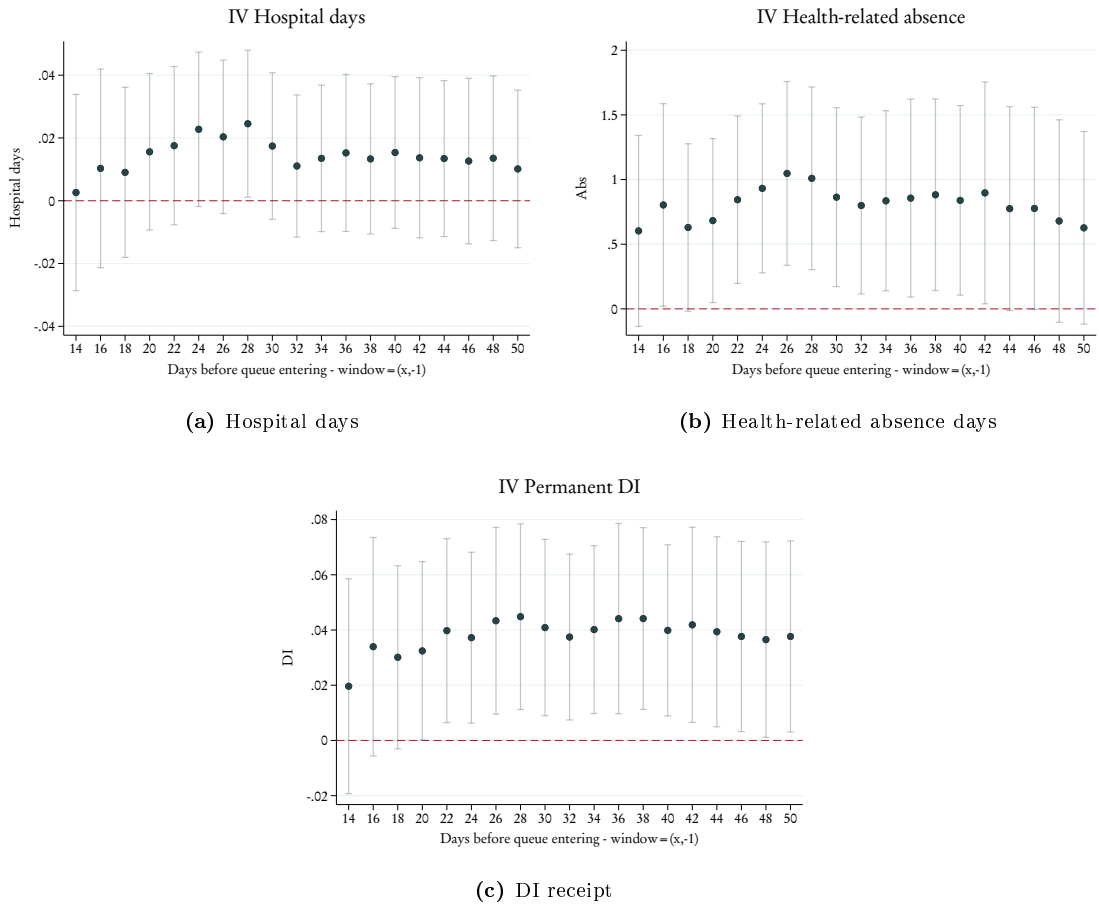 IV Hospital days
Hospital days
.04
.02
0
-.02
-.04
14 16 18 20 22 24 26 28 30 32 34 36 38 40 42 44 46 48 50
Days before queue entering - window=(x,-1)
(a) Hospital days
IV Health-related absence
Abs
2
1.5
1
.5
0
14 16 18 20 22 24 26 28 30 32 34 36 38 40 42 44 46 48 50
Days before queue entering - window=(x,-1)
(b) Health-related absence days
IV Permanent DI
DI
.08
.06
.04
.02
0
-.02
14 16 18 20 22 24 26 28 30 32 34 36 38 40 42 44 46 48 50
Days before queue entering - window=(x,-1)
(c) DI receipt